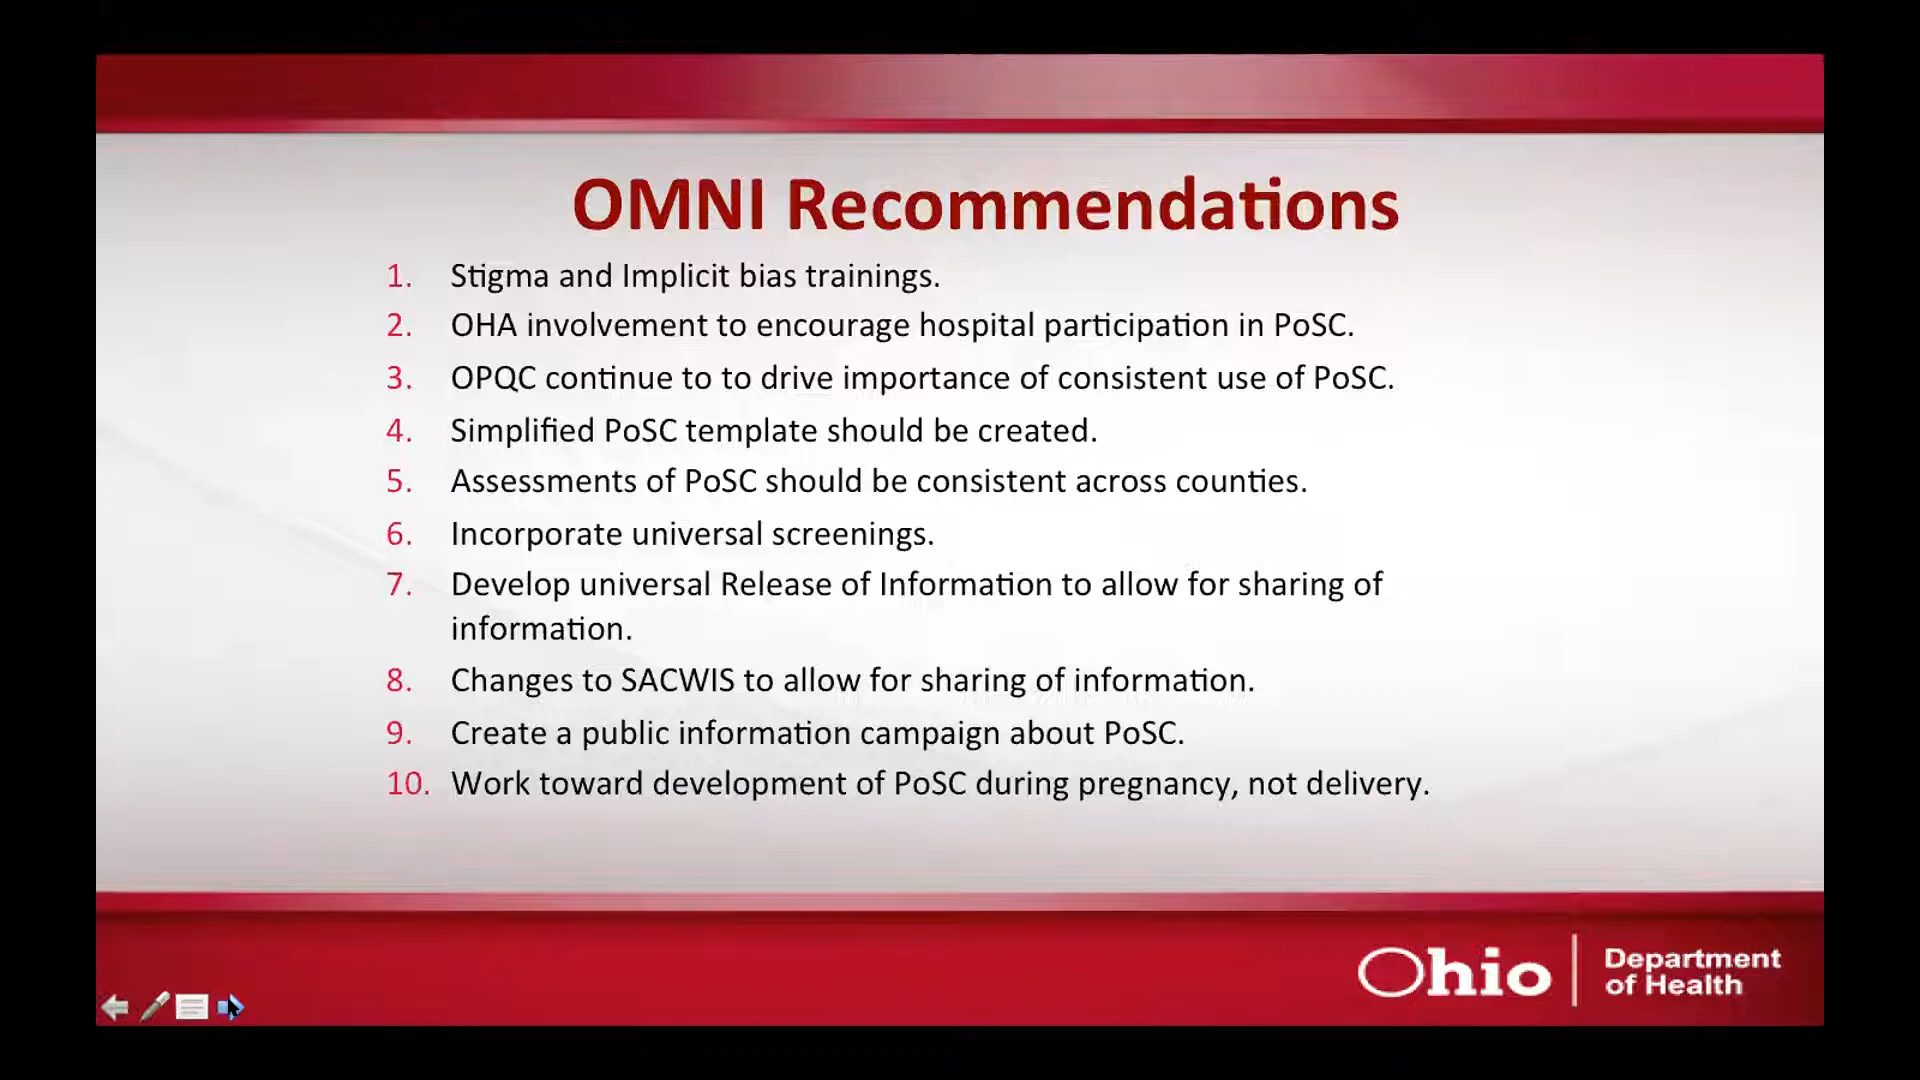 OMNI Recommendations
1. Stigma and Implicit bias trainings.
2. OHA involvement to encourage hospital participation in PoSC.
3. OPQC continue to to drive importance of consistent use of PoSC.
4. Simplified PoSC template should be created.
5. Assessments of PoSC should be consistent across counties.
6. Incorporate universal screenings.
7. Develop universal Release of Information to allow for sharing of
information.
8. Changes to SACWIS to allow for sharing of information.
9. Create a public information campaign about PoSC.
10. Work toward development of PoSC during pregnancy, not delivery.
Ohio
Department
of Health